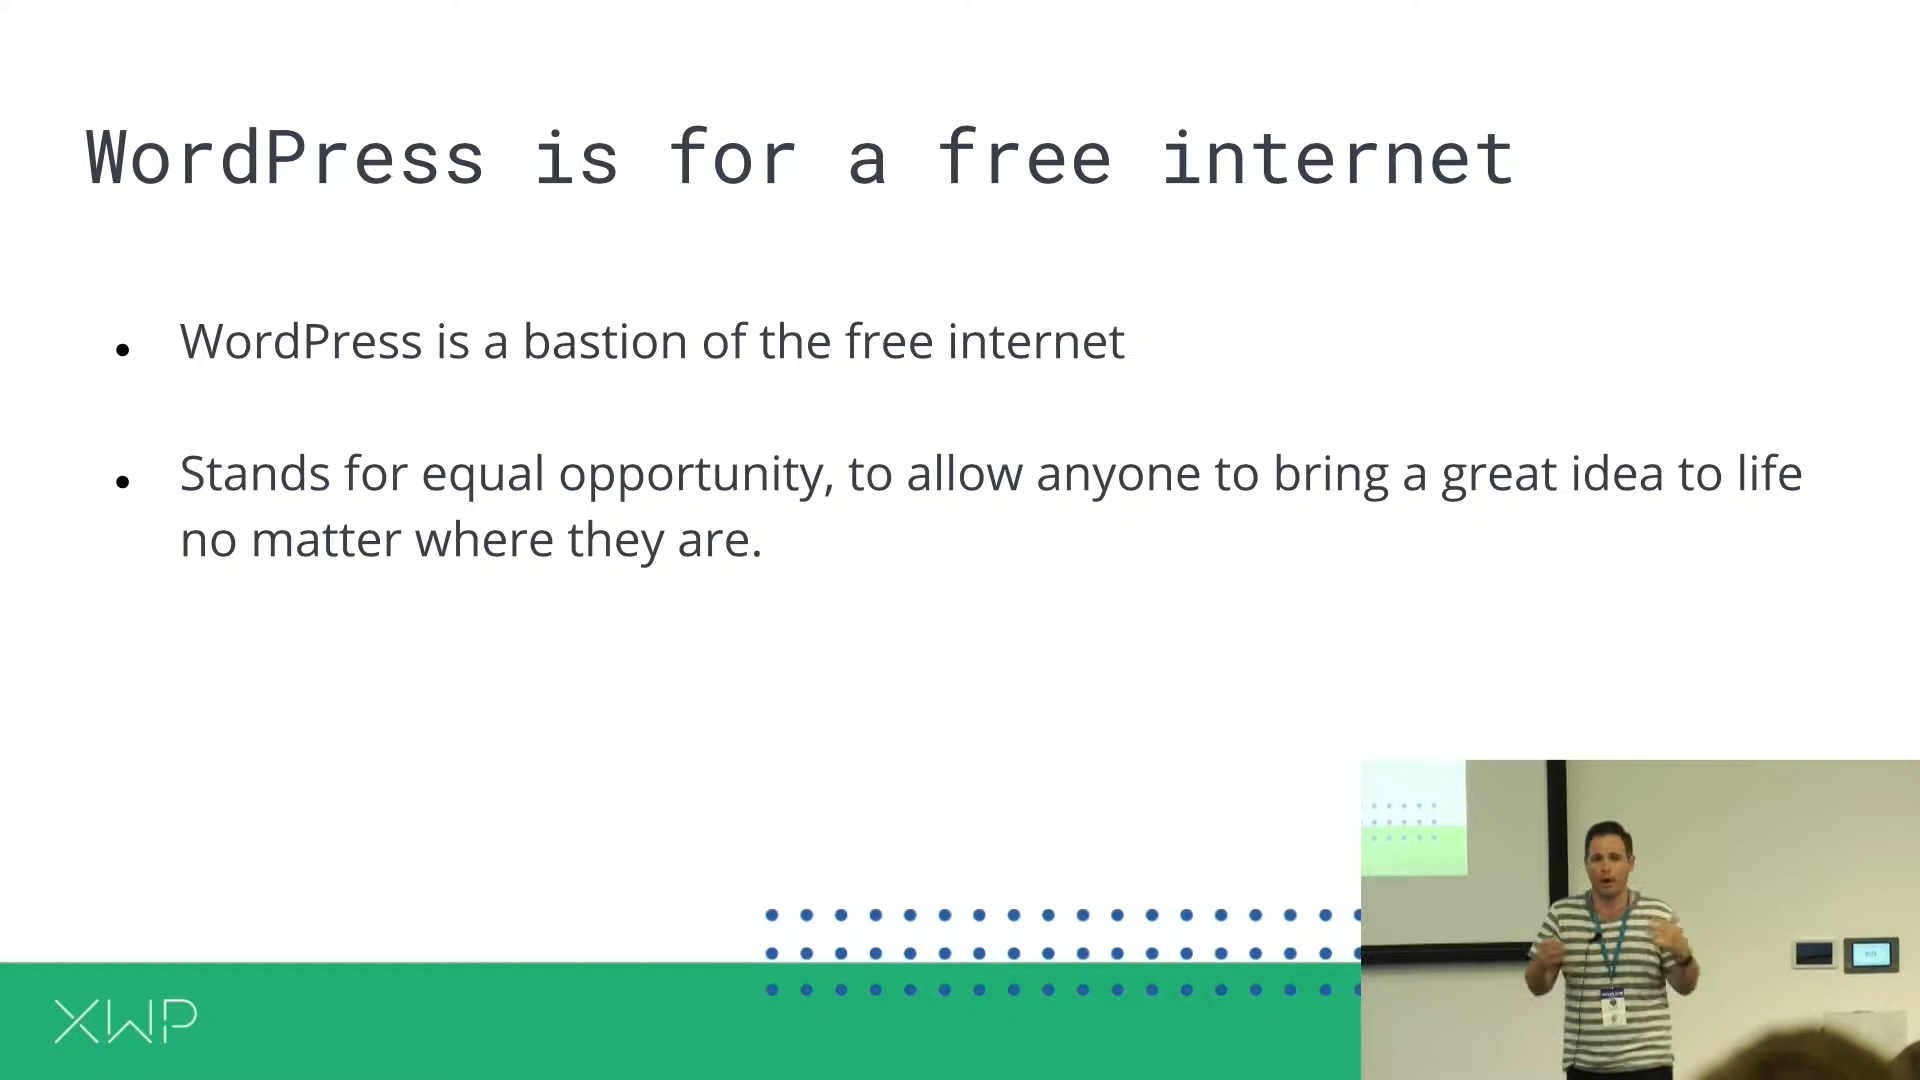 WordPress is for a free internet
• WordPress is a bastion of the free internet
• Stands for equal opportunity, to allow anyone to bring a great idea to life
no matter where they are.
XWP